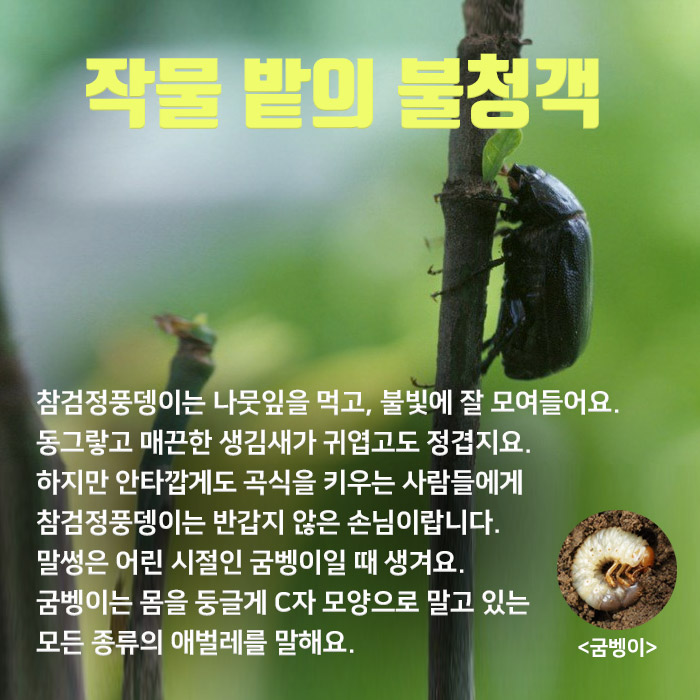 작물 밭의 불청객
참검정풍뎅이는 나뭇잎을 먹고, 불빛에 잘 모여들어요.
동그랗고 매끈한 생김새가 귀엽고도 정겹지요.
하지만 안타깝게도 곡식을 키우는 사람들에게
참검정풍뎅이는 반갑지 않은 손님이랍니다.
말썽은 어린 시절인 굼벵이일 때 생겨요.
굼벵이는 몸을 둥글게 C자 모양으로 말고 있는
모든 종류의 애벌레를 말해요.
<굼벵이>